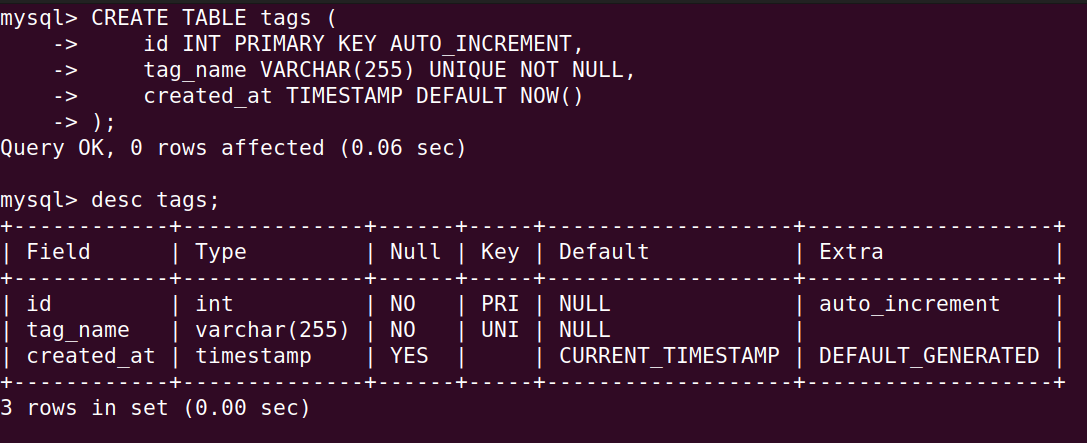 mysql> CREATE TABLE tags (
    ->     id INT PRIMARY KEY AUTO_INCREMENT,
    ->     tag_name VARCHAR(255) UNIQUE NOT NULL,
    ->     created_at TIMESTAMP DEFAULT NOW()
    -> );
Query OK, 0 rows affected (0.06 sec)

mysql> desc tags;
+------------+--------------+------+-----+-------------------+-------------------+
| Field      | Type         | Null | Key | Default           | Extra             |
+------------+--------------+------+-----+-------------------+-------------------+
| id         | int          | NO   | PRI | NULL              | auto_increment    |
| tag_name   | varchar(255) | NO   | UNI | NULL              |                   |
| created_at | timestamp    | YES  |     | CURRENT_TIMESTAMP | DEFAULT_GENERATED |
+------------+--------------+------+-----+-------------------+-------------------+
3 rows in set (0.00 sec)